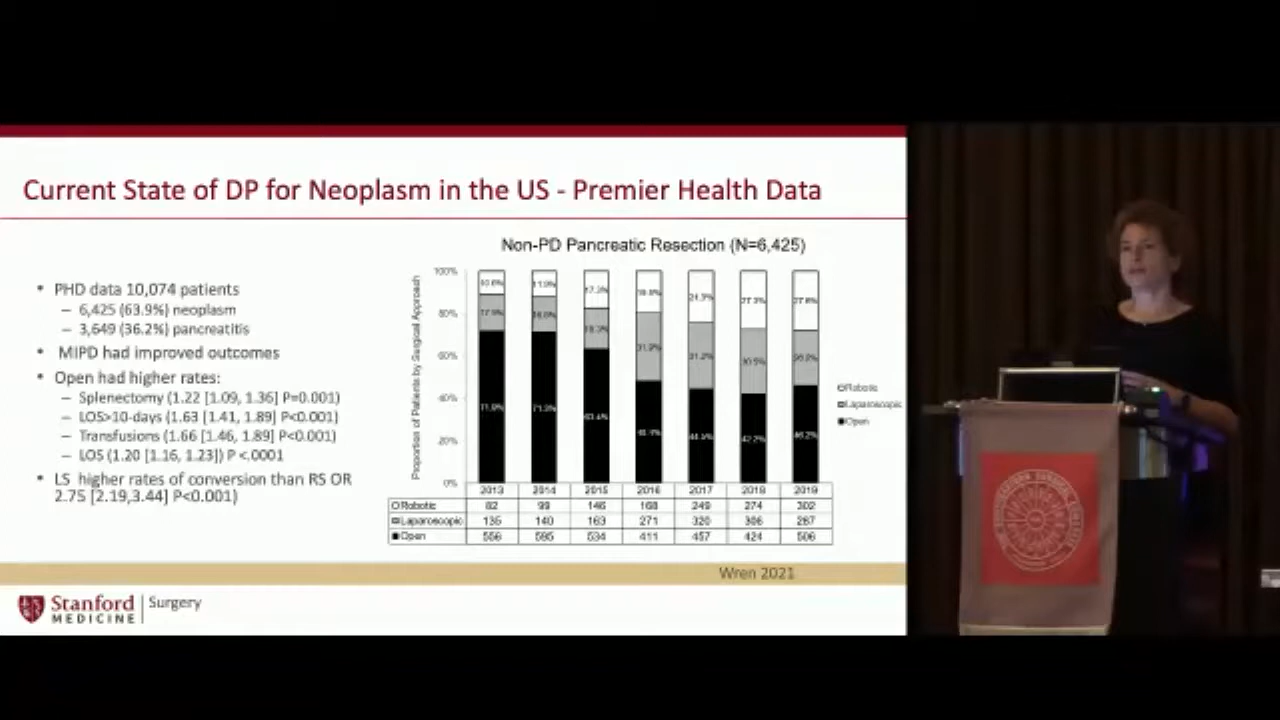 Current State of DP for Neoplasm in the US - Premier Health Data
• PHD data 10,074 patients
– 6,425 (63.9%) neoplasm
– 3,649 (36.2%) pancreatitis
• MIPD had improved outcomes
• Open had higher rates:
– Splenectomy (1.22 [1.09, 1.36] P=0.001)
– LOS>10-days (1.63 [1.41, 1.89] P<0.001)
– Transfusions (1.66 [1.46, 1.89] P<0.001)
– LOS (1.20 [1.16, 1.23]) P <.0001
• LS higher rates of conversion than RS OR
2.75 [2.19,3.44] P<0.001)
Non-PD Pancreatic Resection (N=6,425)
Proportion of Patients by Surgical Approach
100%
80%
60%
40%
20%
0%
Robotic
Laparoscopic
Open
2013 2014 2015 2016 2017 2018 2019
Robotic 82 99 146 168 249 274 302
Laparoscopic 135 140 163 271 320 306 287
Open 556 595 534 411 457 424 506
Wren 2021
Stanford
MEDICINE
Surgery